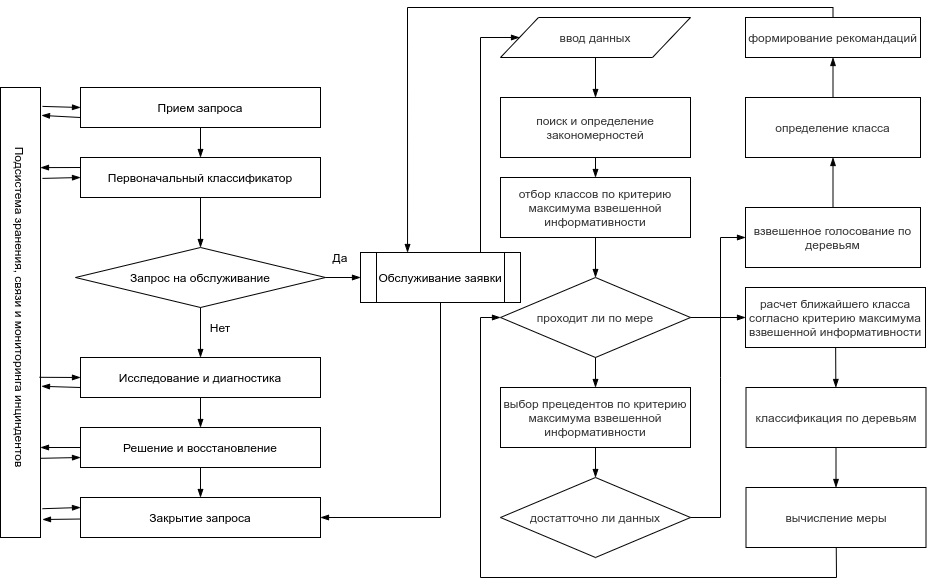 Подсистема зранения, связи и мониторинга инциндентов
Прием запроса
Первоначальный классификатор
Запрос на обслуживание
Да
Нет
Обслуживание заявки
Исследование и диагностика
Решение и восстановление
Закрытие запроса
ввод данных
поиск и определение
закономерностей
отбор классов по критерию
максимума взвешенной
информативности
проходит ли по мере
выбор прецедентов по критерию
максимума взвешенной
информативности
достатточно ли данных
формирование рекомандаций
определение класса
взвешенное голосование по
деревьям
расчет ближайшего класса
согласно критерию максимума
взвешенной информативности
классификация по деревьям
вычисление меры